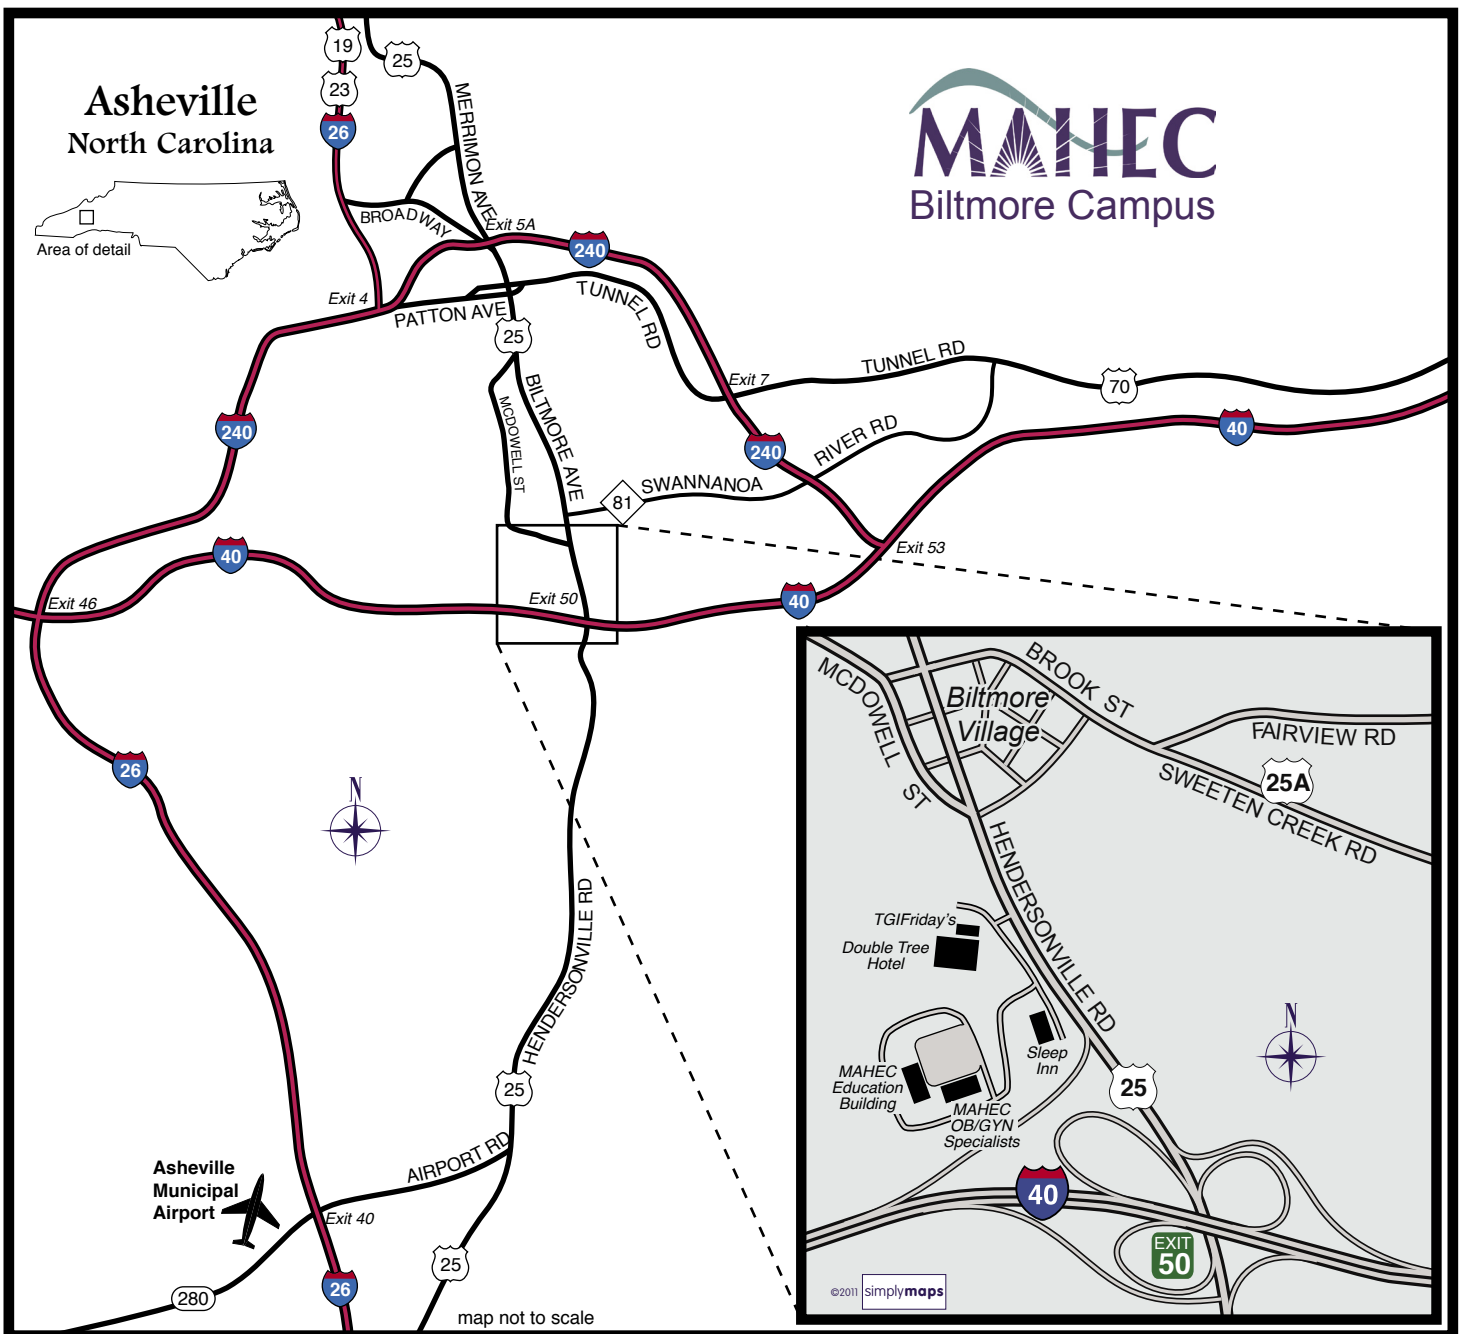 19
25
23
26
Asheville
North Carolina
Area of detail
MAHEC
Biltmore Campus
MERRIMON AVE
BROADWAY
Exit 5A
240
Exit 4
PATTON AVE
TUNNEL RD
25
Exit 7
TUNNEL RD
70
40
240
240
MCDOWELL ST
BILTMORE AVE
RIVER RD
SWANNANOA
81
40
Exit 53
Exit 46
Exit 50
40
26
N
HENDERSONVILLE RD
25
AIRPORT RD
Asheville
Municipal
Airport
Exit 40
280
26
25
map not to scale
MCDOWELL ST
BROOK ST
Biltmore
Village
FAIRVIEW RD
25A
SWEETEN CREEK RD
HENDERSONVILLE RD
TGIFriday's
Double Tree
Hotel
Sleep
Inn
MAHEC
Education
Building
MAHEC
OB/GYN
Specialists
N
25
40
EXIT
50
©2011 simplymaps